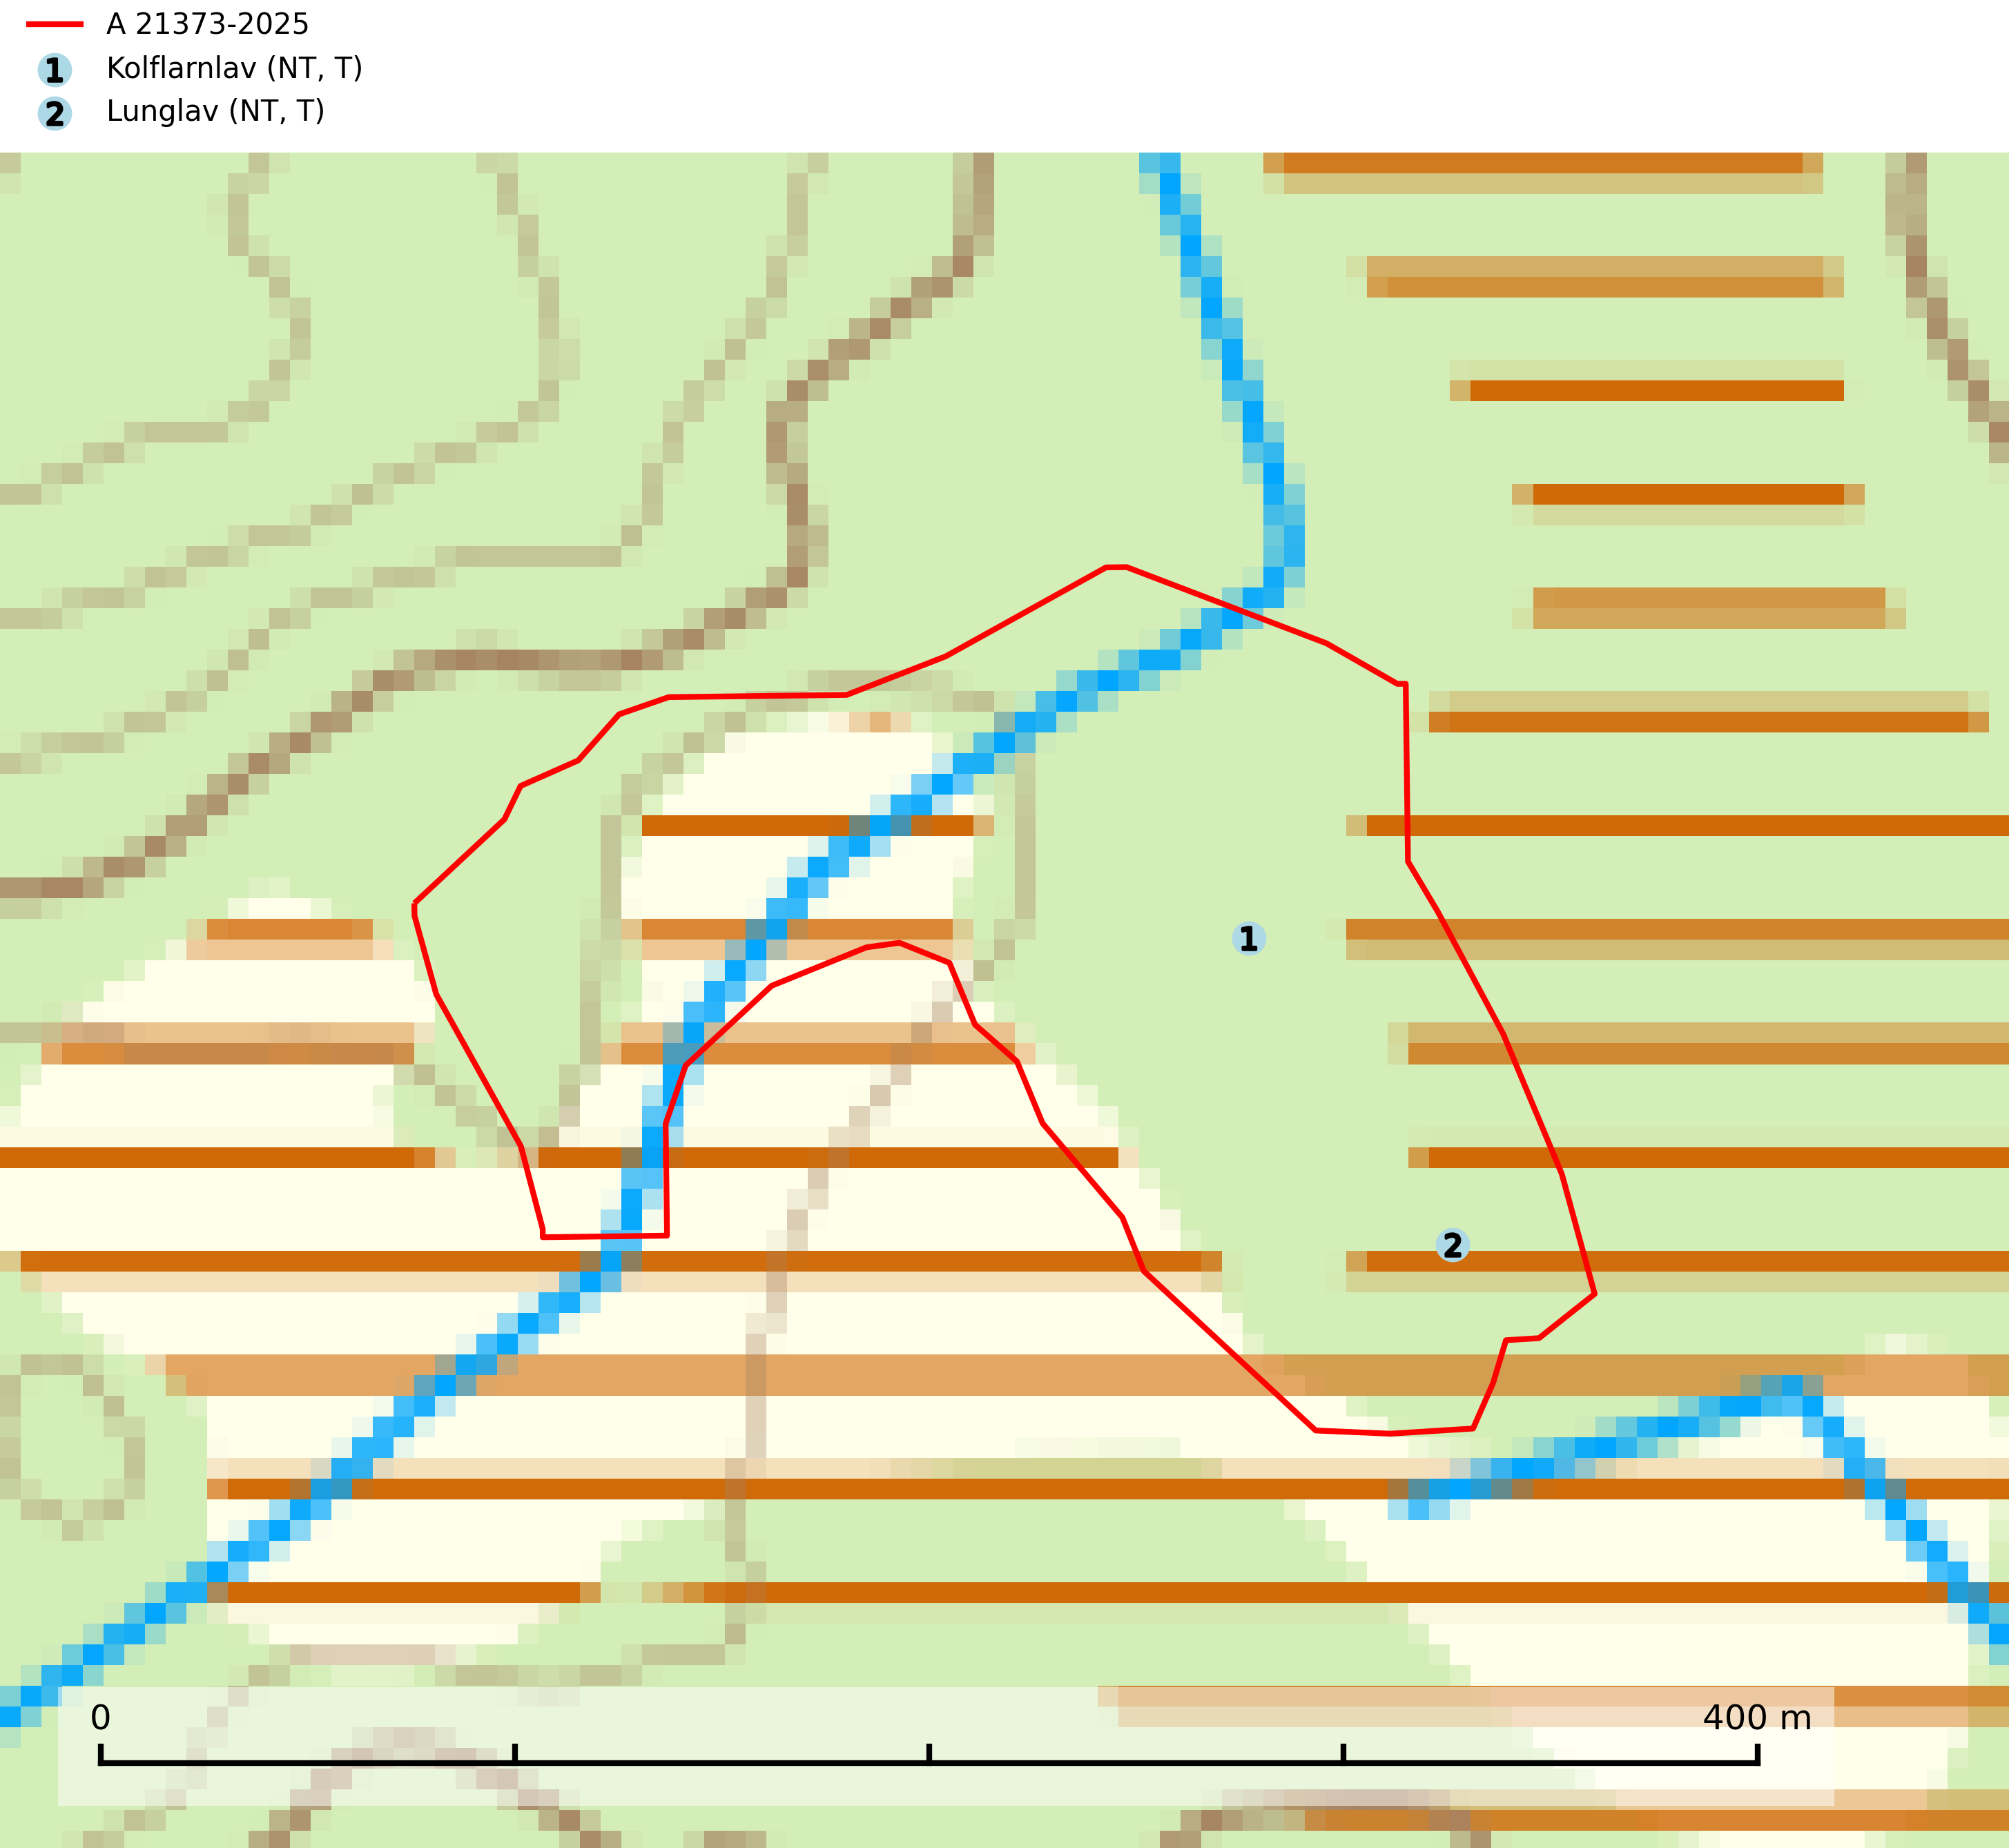 A 21373-2025
1 Kolflarnlav (NT, T)
2 Lunglav (NT, T)
1
2
0 400 m